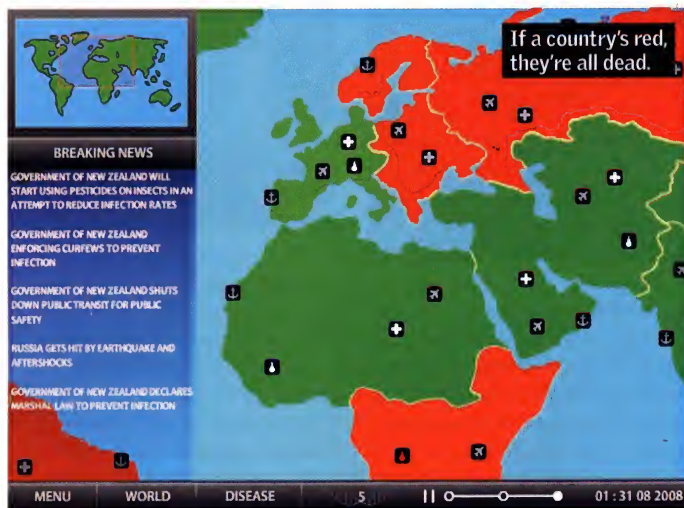 If a country's red,
they're all dead.
BREAKING NEWS
GOVERNMENT OF NEW ZEALAND WILL
START USING PESTICIDES ON INSECTS IN AN
ATTEMPT TO REDUCE INFECTION RATES
GOVERNMENT OF NEW ZEALAND
ENFORCING CURFEWS TO PREVENT
INFECTION
GOVERNMENT OF NEW ZEALAND SHUTS
DOWN PUBLIC TRANSIT FOR PUBLIC
SAFETY
RUSSIA GETS HIT BY EARTHQUAKE AND
AFTERSHOCKS
GOVERNMENT OF NEW ZEALAND DECLARES
MARSHAL LAW TO PREVENT INFECTION
MENU WORLD DISEASE 5 01 : 31 08 2008